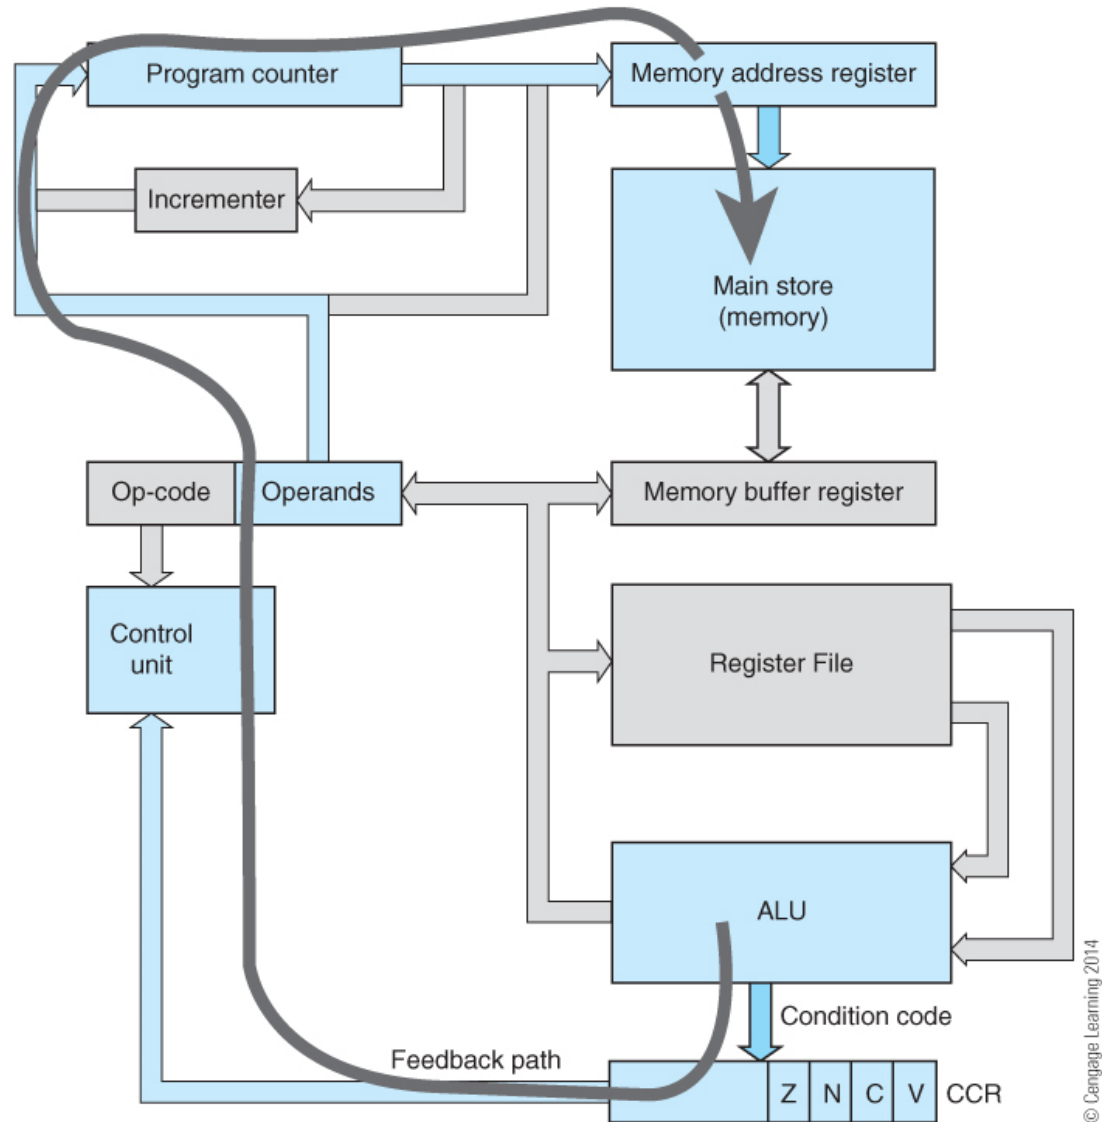 Program counter
Memory address register
Incrementer
Main store
(memory)
Op-code
Operands
Memory buffer register
Control
unit
Register File
ALU
Condition code
Feedback path
Z N C V CCR
© Cengage Learning 2014